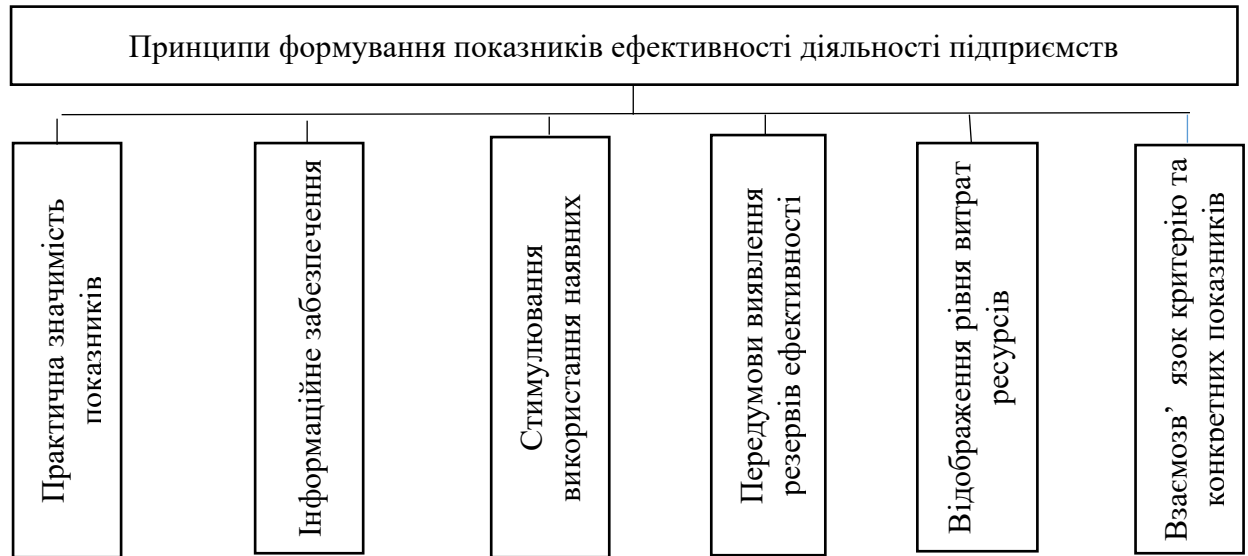 Принципи формування показників ефективності діяльності підприємств
Практична значимість
показників
Інформаційне забезпечення
Стимулювання
використання наявних
Передумови виявлення
резервів ефективності
Відображення рівня витрат
ресурсів
Взаємозв’ язок критерію та
конкретних показників